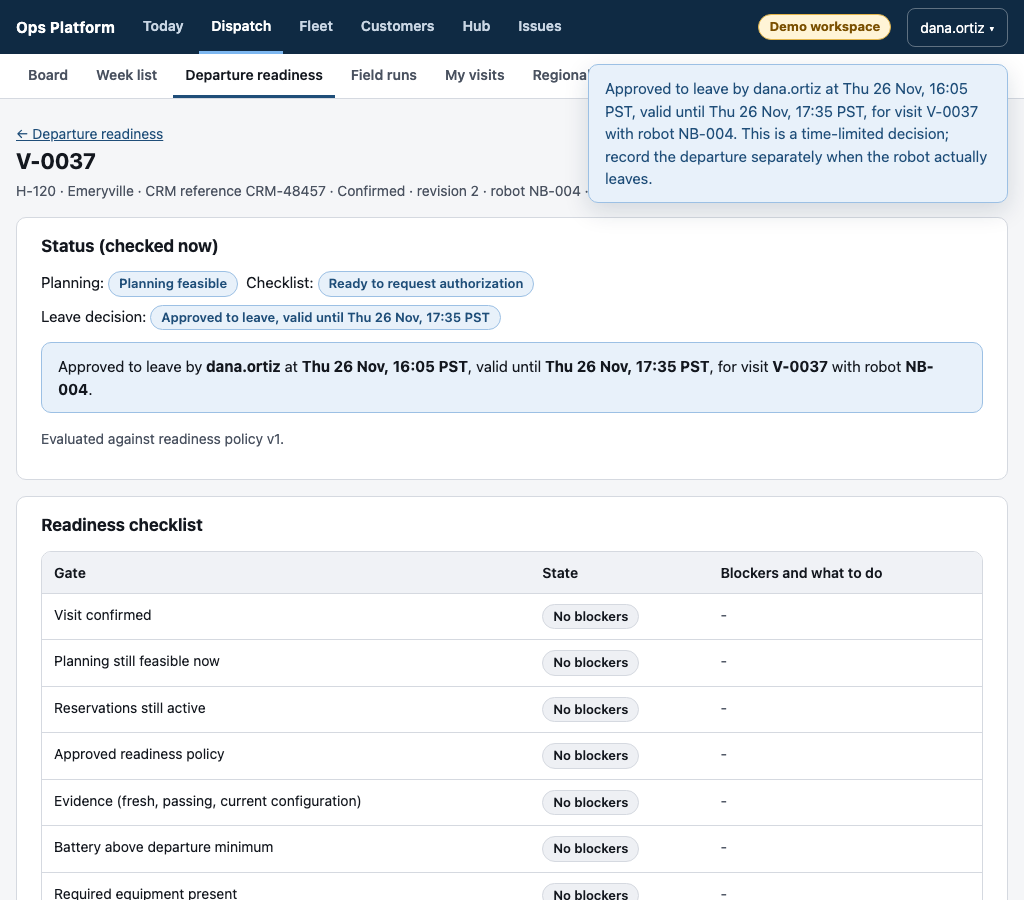 Ops Platform Today Dispatch Fleet Customers Hub Issues Demo workspace dana.ortiz ▾
Board Week list Departure readiness Field runs My visits Regional
Approved to leave by dana.ortiz at Thu 26 Nov, 16:05
PST, valid until Thu 26 Nov, 17:35 PST, for visit V-0037
with robot NB-004. This is a time-limited decision;
record the departure separately when the robot actually
leaves.
← Departure readiness
V-0037
H-120 · Emeryville · CRM reference CRM-48457 · Confirmed · revision 2 · robot NB-004 ·
Status (checked now)
Planning: Planning feasible Checklist: Ready to request authorization
Leave decision: Approved to leave, valid until Thu 26 Nov, 17:35 PST
Approved to leave by dana.ortiz at Thu 26 Nov, 16:05 PST, valid until Thu 26 Nov, 17:35 PST, for visit V-0037 with robot NB-
004.
Evaluated against readiness policy v1.
Readiness checklist
Gate State Blockers and what to do
Visit confirmed No blockers -
Planning still feasible now No blockers -
Reservations still active No blockers -
Approved readiness policy No blockers -
Evidence (fresh, passing, current configuration) No blockers -
Battery above departure minimum No blockers -
Required equipment present No blockers -